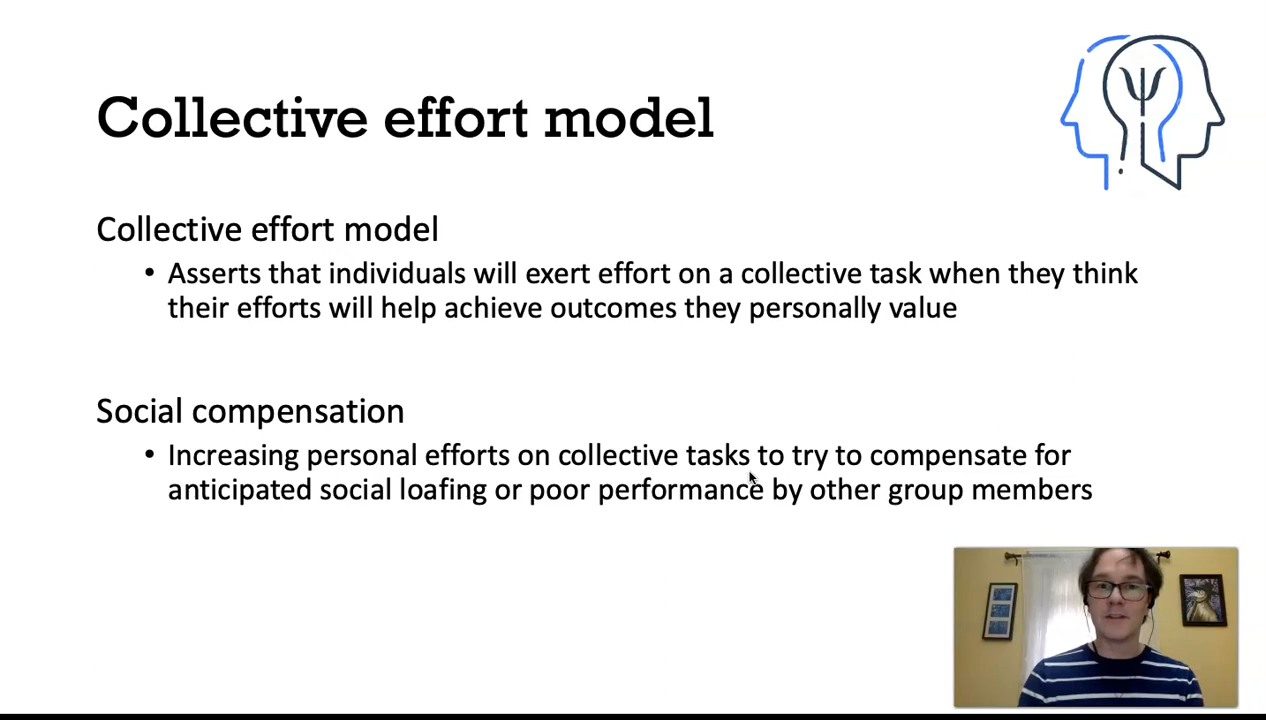 Collective effort model
Collective effort model
• Asserts that individuals will exert effort on a collective task when they think
their efforts will help achieve outcomes they personally value
Social compensation
• Increasing personal efforts on collective tasks to try to compensate for
anticipated social loafing or poor performance by other group members